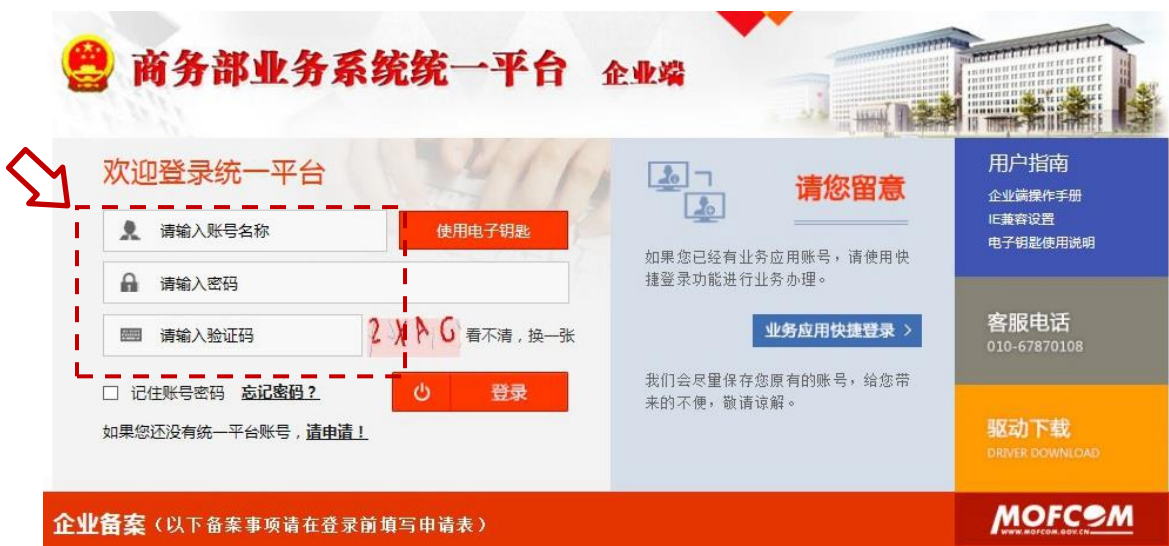 商务部业务系统统一平台 企业端
欢迎登录统一平台
请输入账号名称
使用电子钥匙
请输入密码
请输入验证码
2XAG
看不清，换一张
记住账号密码 忘记密码？
登录
如果您还没有统一平台账号，请申请！
请您留意
如果您已经有业务应用账号，请使用快
捷登录功能进行业务办理。
业务应用快捷登录 >
我们会尽量保存您原有的账号，给您带
来的不便，敬请谅解。
用户指南
企业端操作手册
IE兼容设置
电子钥匙使用说明
客服电话
010-67870108
驱动下载
DRIVER DOWNLOAD
企业备案（以下备案事项请在登录前填写申请表）
MOFCOM
WWW.MOFCOM.GOV.CN